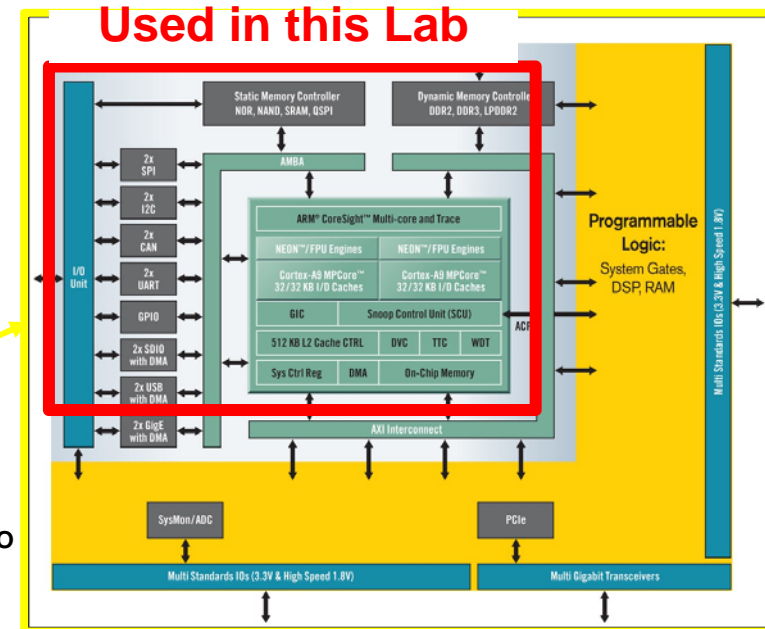 Used in this Lab
Static Memory Controller
NOR, NAND, SRAM, QSPI
Dynamic Memory Controller
DDR2, DDR3, LPDDR2
AMBA
2x
SPI
2x
I2C
2x
CAN
2x
UART
GPIO
2x SDIO
with DMA
2x USB
with DMA
2x GigE
with DMA
I/O
Unit
ARM® CoreSight™ Multi-core and Trace
NEON™/FPU Engines
NEON™/FPU Engines
Cortex-A9 MPCore™
32/32 KB I/D Caches
Cortex-A9 MPCore™
32/32 KB I/D Caches
GIC
Snoop Control Unit (SCU)
512 KB L2 Cache CTRL
DVC
TTC
WDT
Sys Ctrl Reg
DMA
On-Chip Memory
AXI Interconnect
Programmable
Logic:
System Gates,
DSP, RAM
Multi Standards IOs (3.3V & High Speed 1.8V)
SysMon/ADC
PCIe
Multi Standards IOs (3.3V & High Speed 1.8V)
Multi Gigabit Transceivers